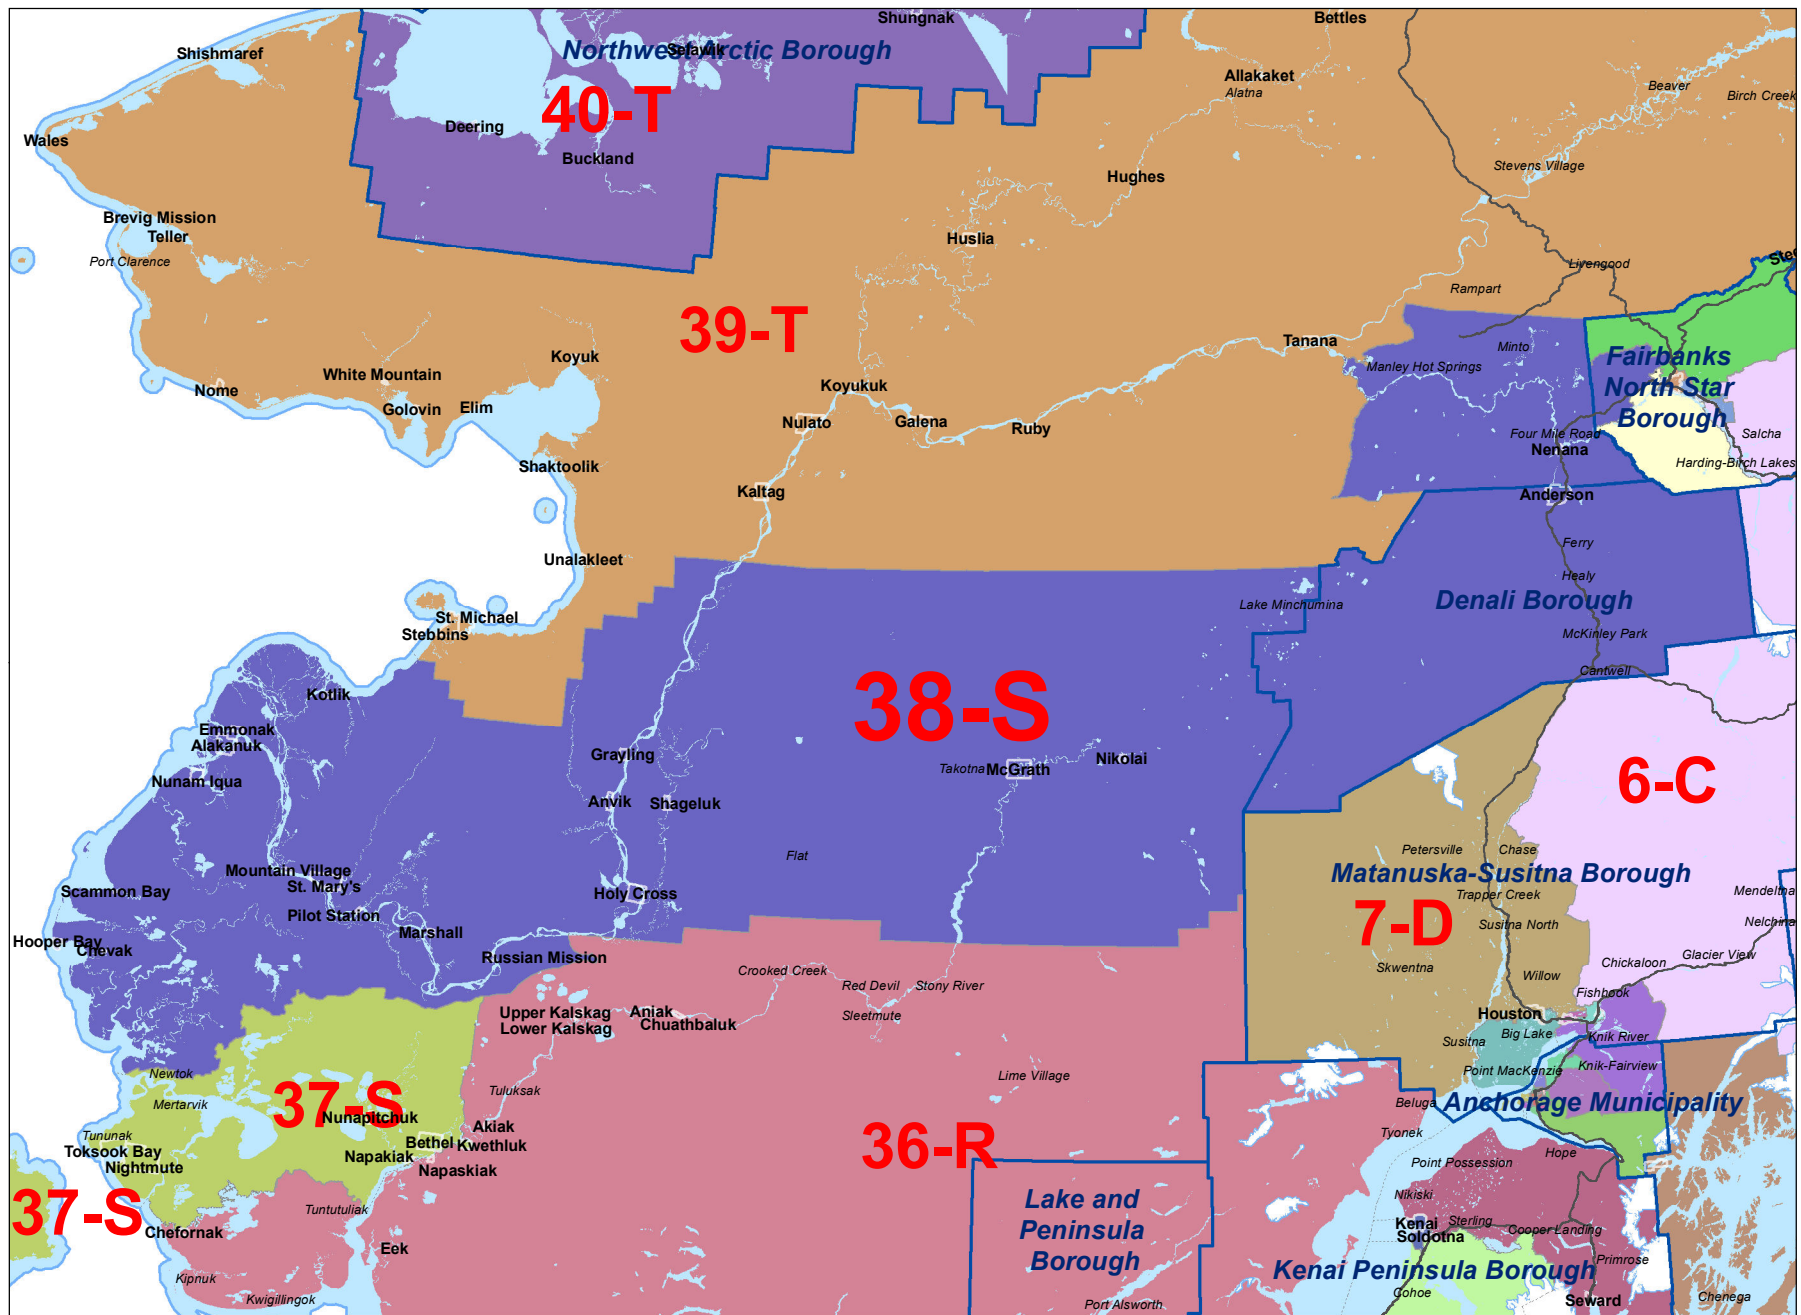 Shungnak
Bettles
Shishmaref
Northwest Arctic Borough
Selawik
Allakaket
Alatna
Beaver
Birch Creek
40-T
Deering
Buckland
Wales
Stevens Village
Hughes
Brevig Mission
Teller
Port Clarence
Huslia
Livengood
Rampart
39-T
Tanana
Minto
Manley Hot Springs
Fairbanks
North Star
Borough
Koyuk
White Mountain
Nome
Golovin
Elim
Koyukuk
Nulato
Galena
Ruby
Four Mile Road
Nenana
Salcha
Harding-Birch Lakes
Shaktoolik
Kaltag
Anderson
Unalakleet
Ferry
Healy
Denali Borough
Lake Minchumina
McKinley Park
Cantwell
St. Michael
Stebbins
Kotlik
38-S
Emmonak
Alakanuk
Nunam Iqua
Grayling
Anvik
Shageluk
Takotna
McGrath
Nikolai
6-C
Flat
Petersville
Chase
Matanuska-Susitna Borough
Trapper Creek
Mendeltna
Mountain Village
St. Mary's
Scammon Bay
Pilot Station
Holy Cross
Marshall
7-D
Susitna North
Nelchina
Hooper Bay
Chevak
Russian Mission
Crooked Creek
Red Devil
Stony River
Sleetmute
Skwentna
Willow
Chickaloon
Glacier View
Fishhook
Upper Kalskag
Lower Kalskag
Aniak
Chuathbaluk
Houston
Big Lake
Susitna
Knik River
Point MacKenzie
Knik-Fairview
Newtok
Mertarvik
37-S
Nunapitchuk
Tuluksak
Lime Village
Beluga
Anchorage Municipality
Tyonek
Tununak
Toksook Bay
Nightmute
Akiak
Bethel
Kwethluk
Napakiak
Napaskiak
36-R
Hope
Point Possession
37-S
Chefornak
Tuntutuliak
Eek
Lake and
Peninsula
Borough
Nikiski
Kenai
Soldotna
Sterling
Cooper Landing
Primrose
Kipnuk
Kwigillingok
Kenai Peninsula Borough
Port Alsworth
Cohoe
Seward
Chenega